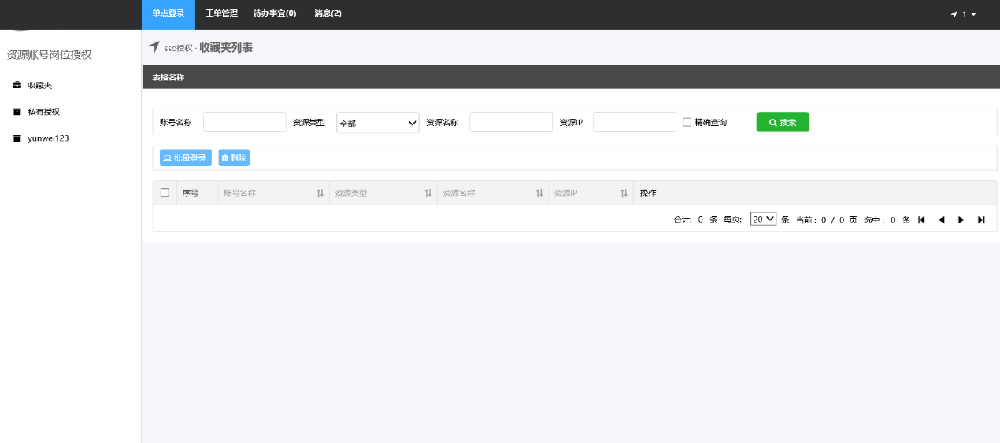 单点登录 工单管理 待办事宜(0) 消息(2) 1
资源账号岗位授权
收藏夹
私有授权
yunwei123
sso授权 · 收藏夹列表
表格名称
账号名称 资源类型 全部 资源名称 资源IP 精确查询 搜索
批量登录 删除
序号 账号名称 资源类型 资源名称 资源IP 操作
合计: 0 条 每页: 20 条 当前: 0 / 0 页 选中: 0 条